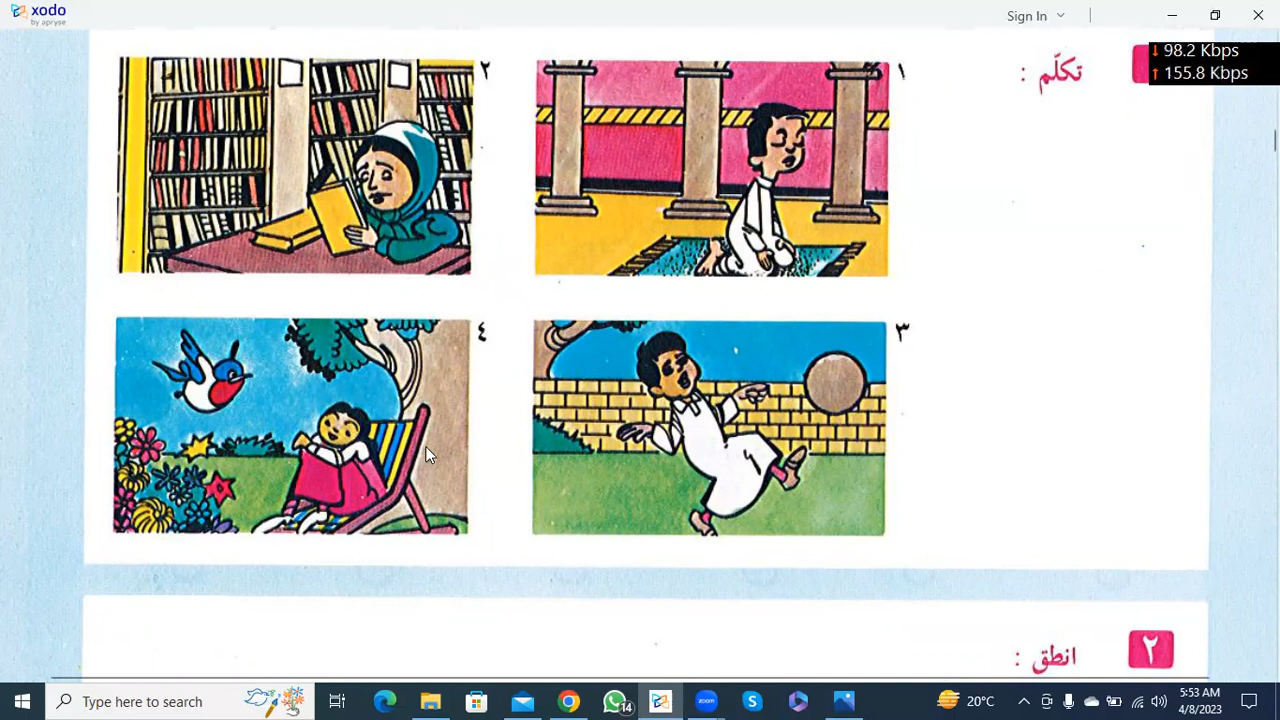 xodo
by apryse
Sign In
↓ 98.2 Kbps
↑ 155.8 Kbps
تكلّم :
١
٢
٣
٤
٢
انطق :
Type here to search
14
zoom
20°C
5:53 AM
4/8/2023